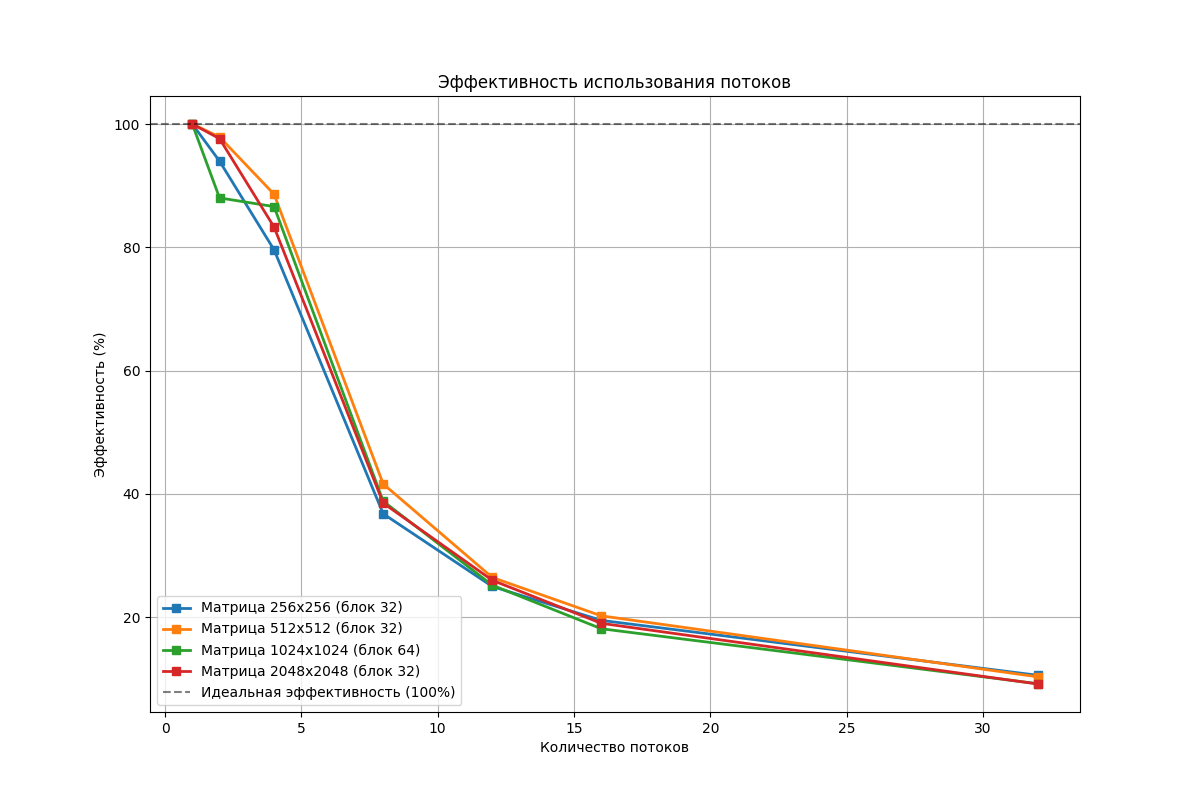 Эффективность использования потоков
100
80
60
40
20
Эффективность (%)
Матрица 256x256 (блок 32)
Матрица 512x512 (блок 32)
Матрица 1024x1024 (блок 64)
Матрица 2048x2048 (блок 32)
Идеальная эффективность (100%)
0 5 10 15 20 25 30
Количество потоков